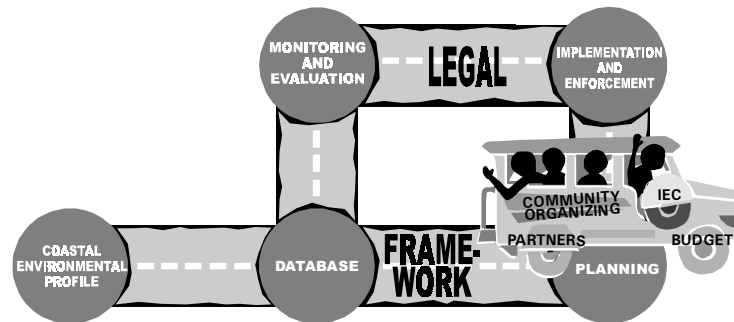 MONITORING
AND
EVALUATION
LEGAL
IMPLEMENTATION
AND
ENFORCEMENT
COMMUNITY
ORGANIZING
IEC
PARTNERS
BUDGET
COASTAL
ENVIRONMENTAL
PROFILE
DATABASE
FRAME-
WORK
PLANNING